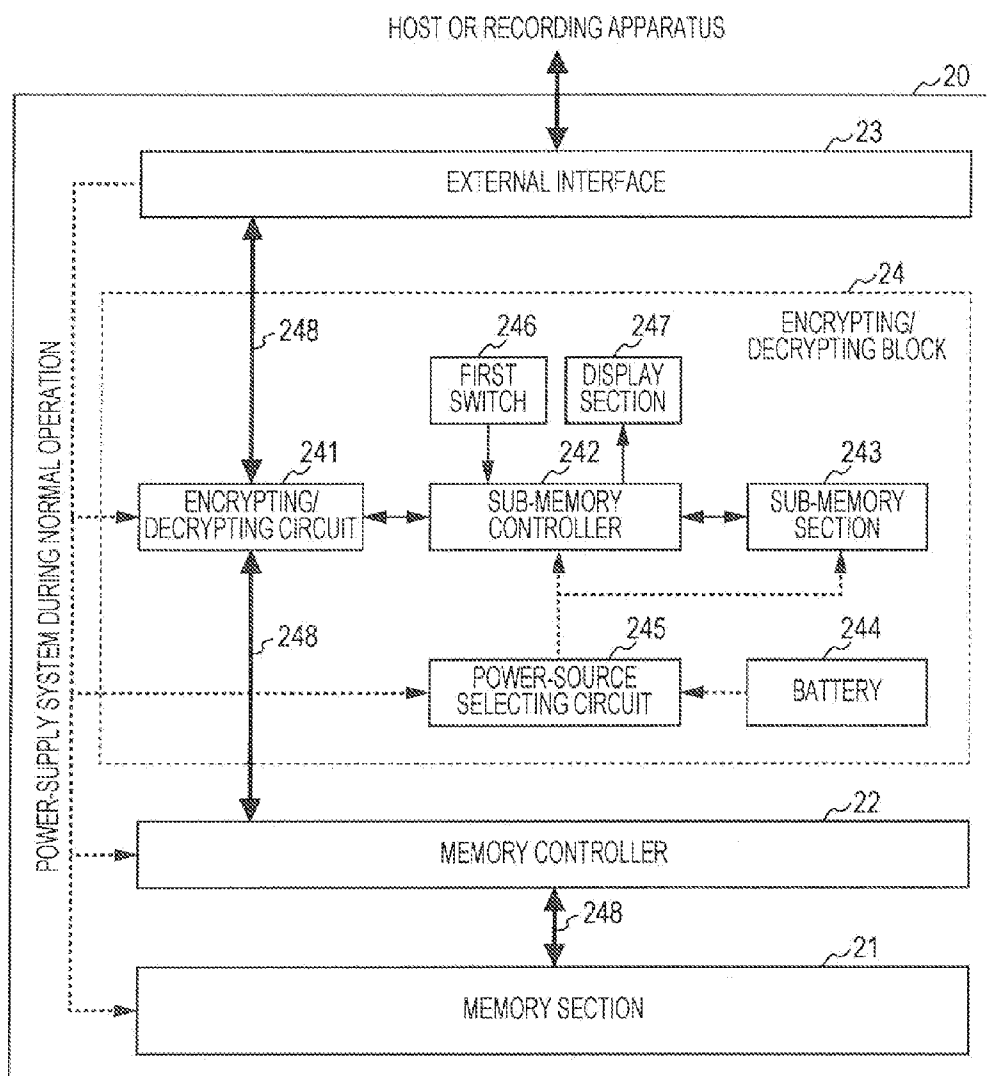 HOST OR RECORDING APPARATUS
20
23
EXTERNAL INTERFACE
24
ENCRYPTING/
DECRYPTING BLOCK
248
246
FIRST
SWITCH
247
DISPLAY
SECTION
241
ENCRYPTING/
DECRYPTING CIRCUIT
242
SUB-MEMORY
CONTROLLER
243
SUB-MEMORY
SECTION
248
245
POWER-SOURCE
SELECTING CIRCUIT
244
BATTERY
POWER-SUPPLY SYSTEM DURING NORMAL OPERATION
22
MEMORY CONTROLLER
248
21
MEMORY SECTION